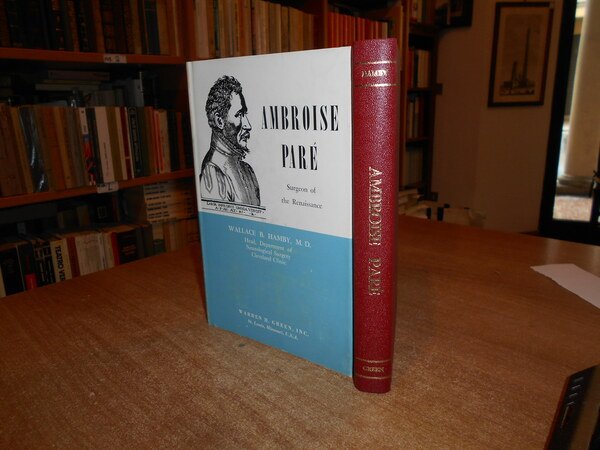 AMBROISE
PARÉ
Surgeon of
the Renaissance
WALLACE B. HAMBY, M.D.
Head, Department of
Neurological Surgery
Cleveland Clinic
WARREN H. GREEN, INC.
St. Louis, Missouri, U.S.A.
HAMBY
AMBROISE PARÉ
GREEN